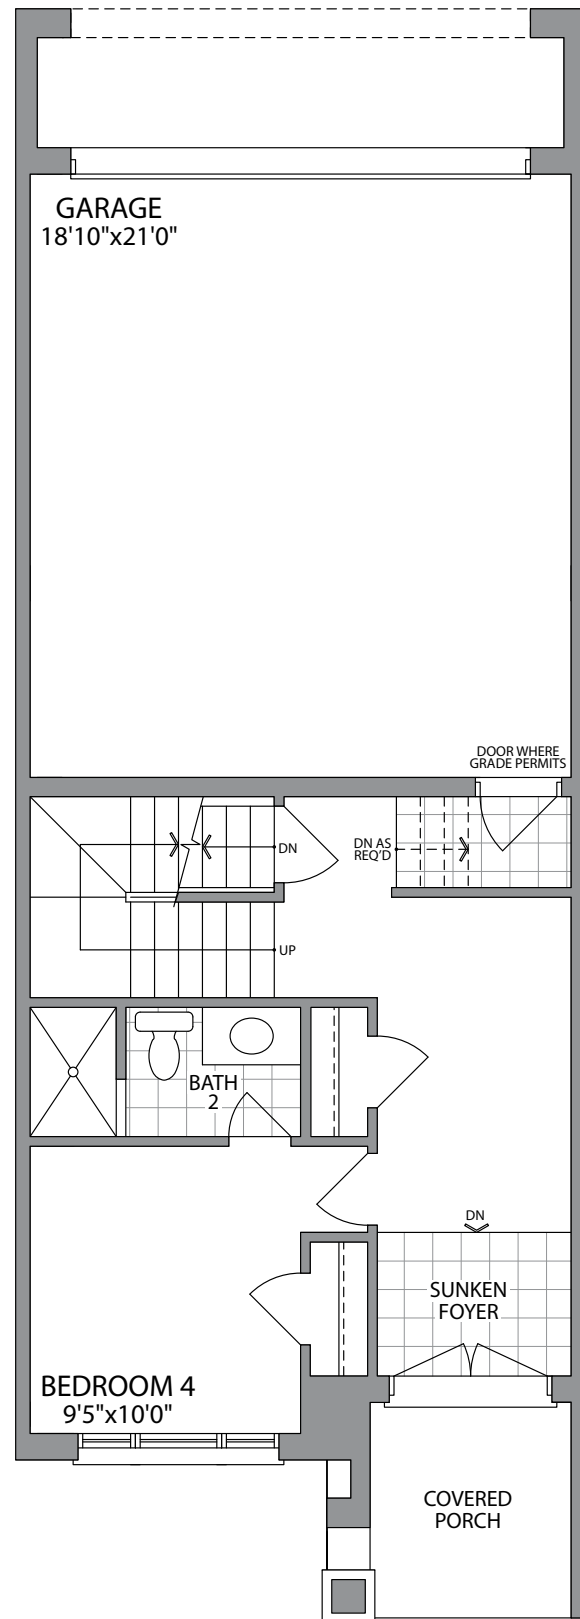 GARAGE
18'10"x21'0"
DOOR WHERE
GRADE PERMITS
DN
DN AS
REQ'D
UP
BATH
2
DN
SUNKEN
FOYER
BEDROOM 4
9'5"x10'0"
COVERED
PORCH